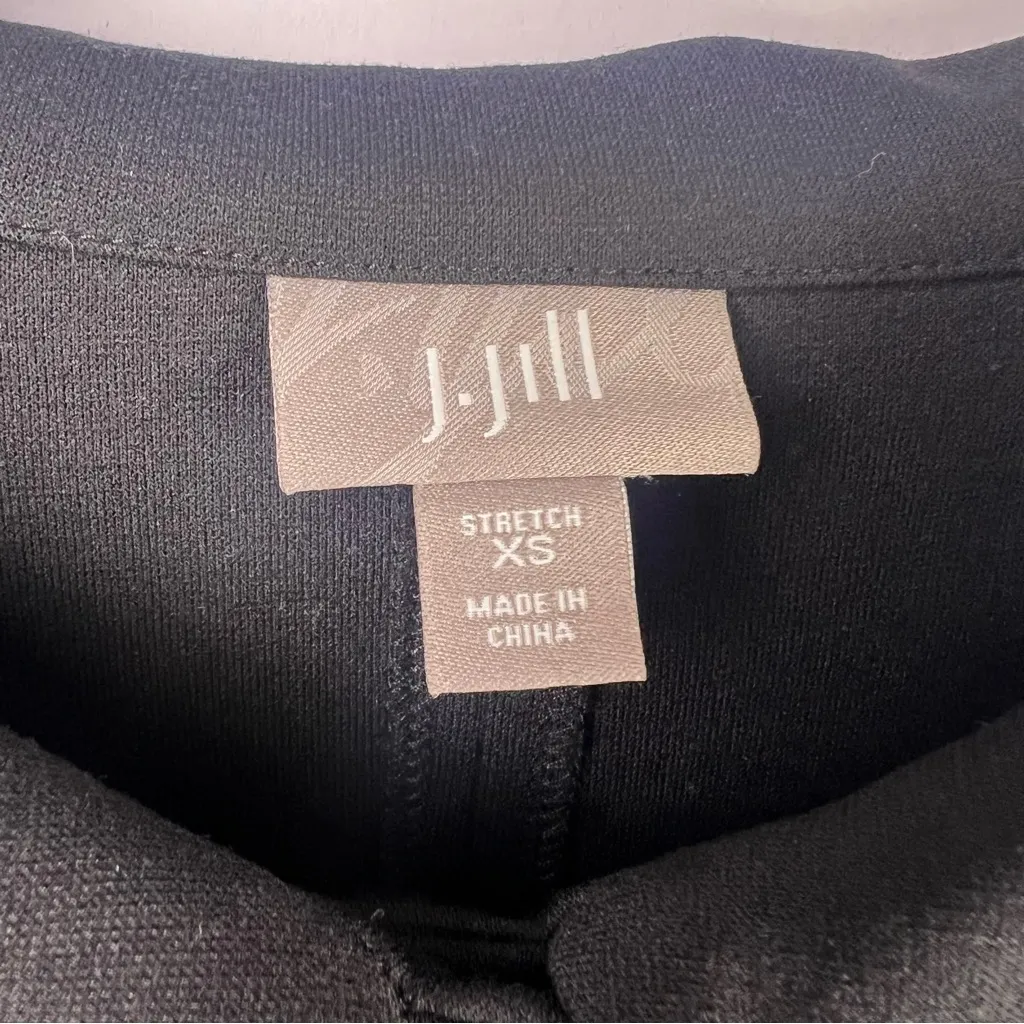 J.Jill
STRETCH
XS
MADE IN
CHINA